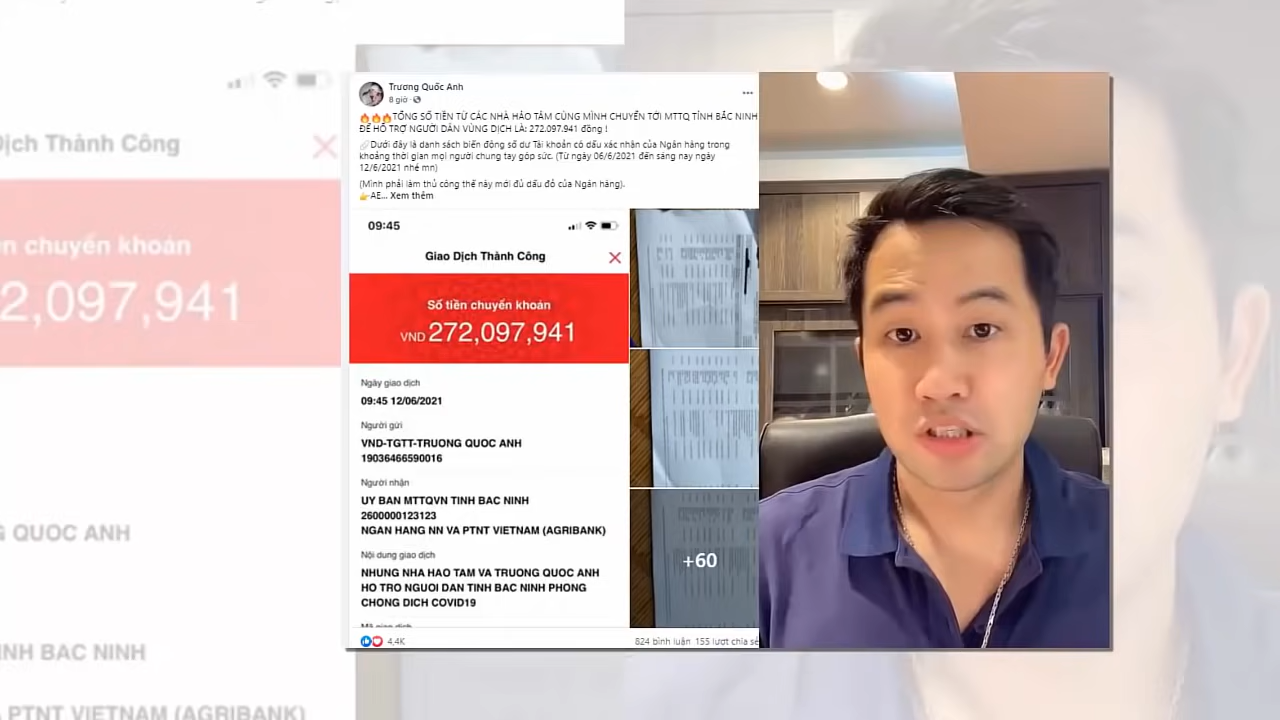 Trương Quốc Anh
8 giờ
🔥🔥🔥TỔNG SỐ TIỀN TỪ CÁC NHÀ HẢO TÂM CÙNG MÌNH CHUYỂN TỚI MTTQ TỈNH BẮC NINH
ĐỂ HỖ TRỢ NGƯỜI DÂN VÙNG DỊCH LÀ: 272.097.941 đồng !
Dưới đây là danh sách biến động số dư Tài khoản có dấu xác nhận của Ngân hàng trong
khoảng thời gian mọi người chung tay góp sức. (Từ ngày 06/6/2021 đến sáng nay ngày
12/6/2021 nhé mn)
(Mình phải làm thủ công thế này mới đủ dấu đỏ của Ngân hàng).
👉AE... Xem thêm
09:45
Giao Dịch Thành Công
Số tiền chuyển khoản
VND 272,097,941
Ngày giao dịch
09:45 12/06/2021
Người gửi
VND-TGTT-TRUONG QUOC ANH
19036466590016
Người nhận
UY BAN MTTQVN TINH BAC NINH
2600000123123
NGAN HANG NN VA PTNT VIETNAM (AGRIBANK)
Nội dung giao dịch
NHUNG NHA HAO TAM VA TRUONG QUOC ANH
HO TRO NGUOI DAN TINH BAC NINH PHONG
CHONG DICH COVID19
Mã giao dịch
+60
4,4K
824 bình luận 155 lượt chia sẻ
ịch Thành Công
ền chuyển khoản
2,097,941
G QUOC ANH
INH BAC NINH
PTNT VIETNAM (AGRIBANK)